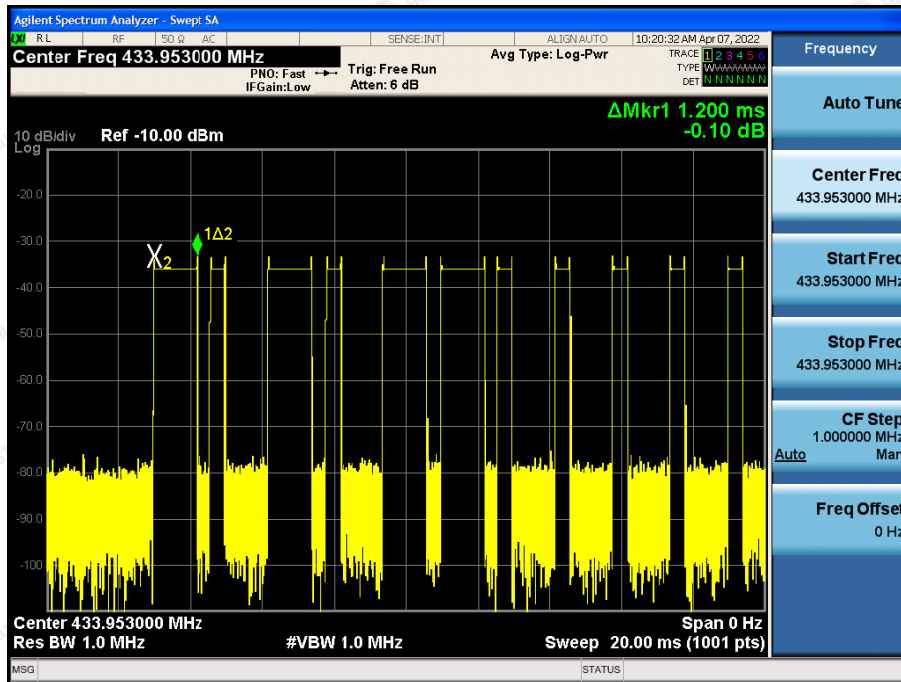 Agilent Spectrum Analyzer - Swept SA
LXI RL RF 50 Ω AC SENSE:INT ALIGN AUTO 10:20:32 AM Apr 07, 2022
Center Freq 433.953000 MHz
PNO: Fast
IFGain:Low
Trig: Free Run
Atten: 6 dB
Avg Type: Log-Pwr
TRACE 1 2 3 4 5 6
TYPE WWWWWWW
DET N N N N N N
ΔMkr1 1.200 ms
-0.10 dB
10 dB/div Ref -10.00 dBm
Log
-20.0
-30.0
-40.0
-50.0
-60.0
-70.0
-80.0
-90.0
-100
X2
1Δ2
Center 433.953000 MHz Span 0 Hz
Res BW 1.0 MHz #VBW 1.0 MHz Sweep 20.00 ms (1001 pts)
MSG STATUS
Frequency
Auto Tune
Center Freq
433.953000 MHz
Start Freq
433.953000 MHz
Stop Freq
433.953000 MHz
CF Step
1.000000 MHz
Auto Man
Freq Offset
0 Hz